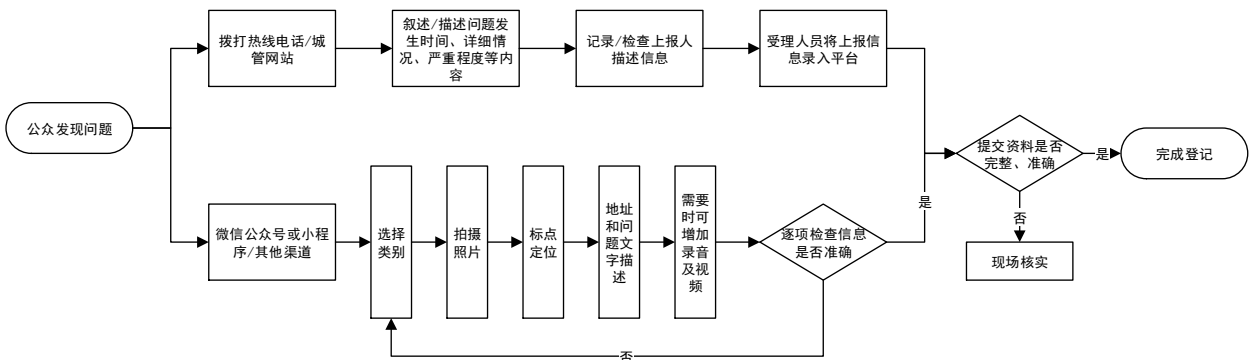 公众发现问题
拨打热线电话/城
管网站
叙述/描述问题发
生时间、详细情
况、严重程度等内
容
记录/检查上报人
描述信息
受理人员将上报信
息录入平台
微信公众号或小程
序/其他渠道
选择
类别
拍摄
照片
标点
定位
地址
和问
题文
字描
述
需要
时可
增加
录音
及视
频
逐项检查信息
是否准确
否
是
提交资料是否
完整、准确
是
完成登记
否
现场核实